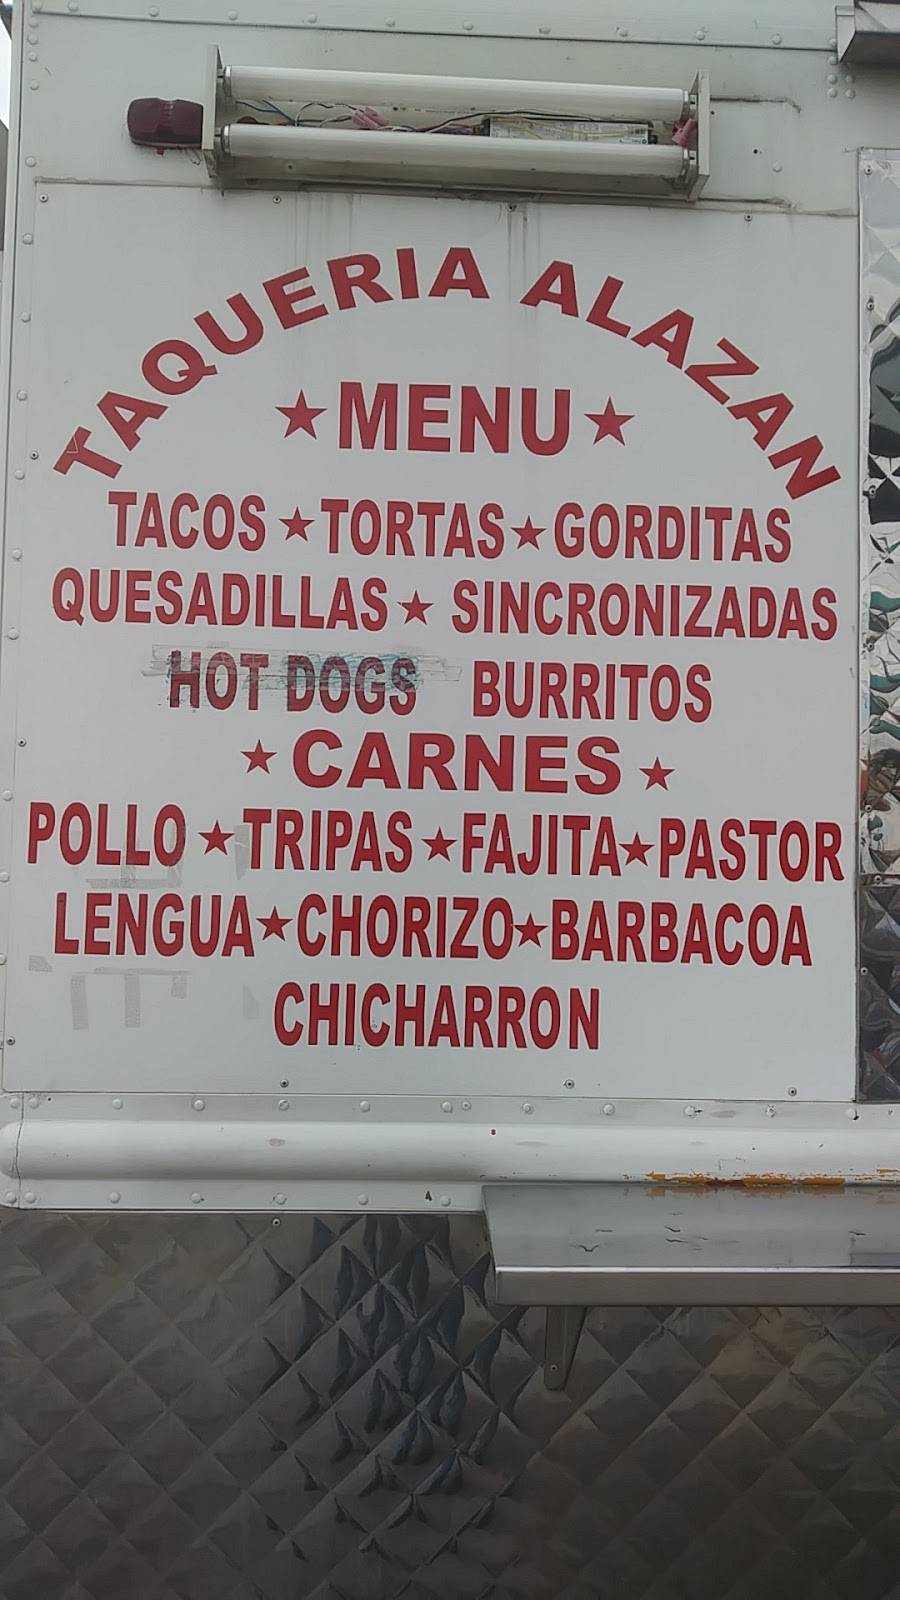 TAQUERIA ALAZAN
★ MENU ★
TACOS ★ TORTAS ★ GORDITAS
QUESADILLAS ★ SINCRONIZADAS
HOT DOGS BURRITOS
★ CARNES ★
POLLO ★ TRIPAS ★ FAJITA ★ PASTOR
LENGUA ★ CHORIZO ★ BARBACOA
CHICHARRON